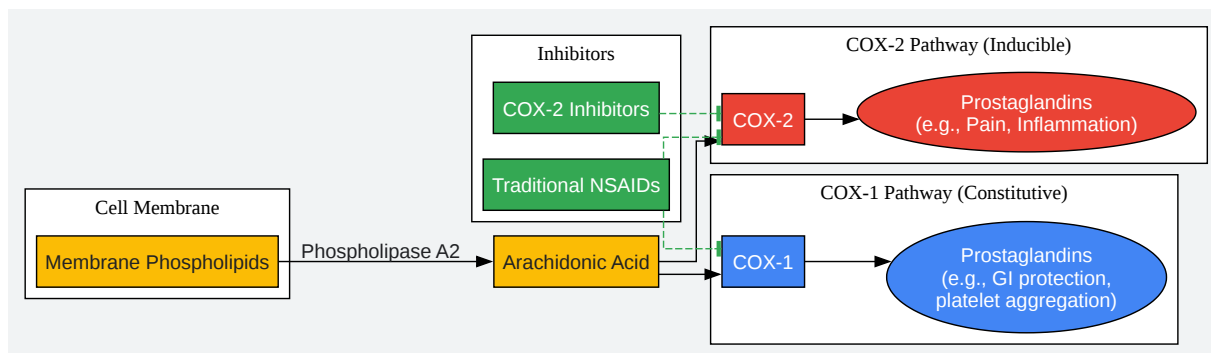 Inhibitors
COX-2 Inhibitors
Traditional NSAIDs
COX-2 Pathway (Inducible)
COX-2
Prostaglandins
(e.g., Pain, Inflammation)
Cell Membrane
Membrane Phospholipids
Phospholipase A2
Arachidonic Acid
COX-1 Pathway (Constitutive)
COX-1
Prostaglandins
(e.g., GI protection,
platelet aggregation)